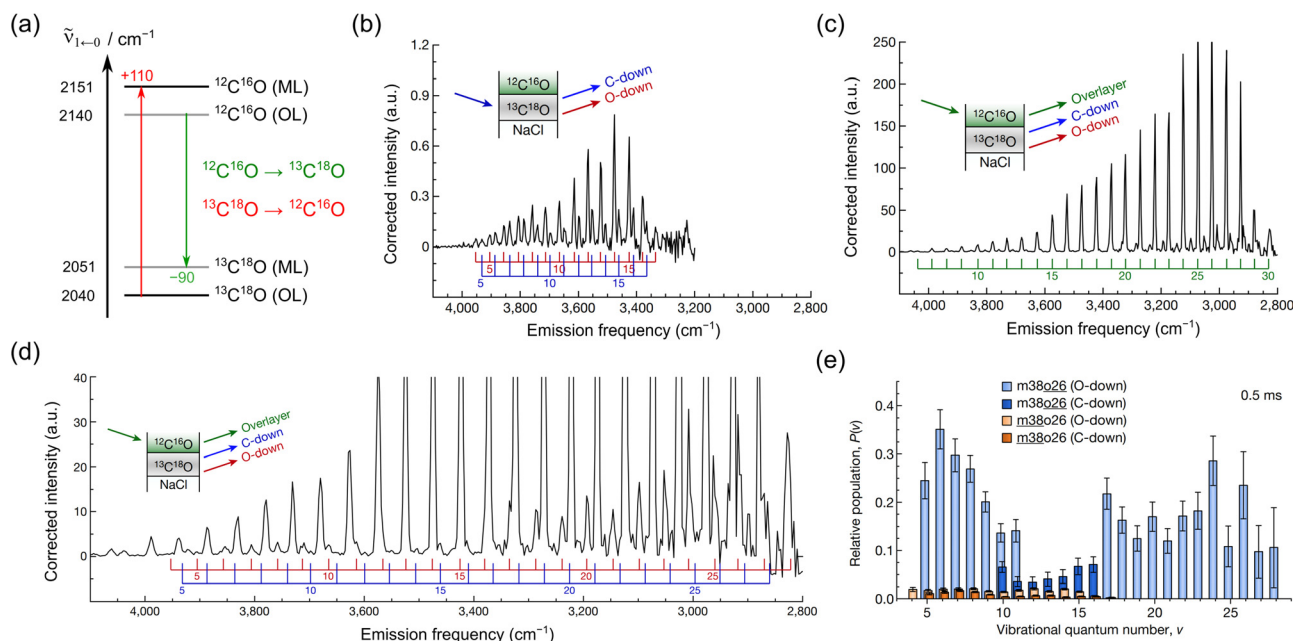 (a)
ν̃₁←₀ / cm⁻¹
+110
2151
¹²C¹⁶O (ML)
2140
¹²C¹⁶O (OL)
¹²C¹⁶O → ¹³C¹⁸O
¹³C¹⁸O → ¹²C¹⁶O
2051
¹³C¹⁸O (ML)
−90
2040
¹³C¹⁸O (OL)
(b)
Corrected intensity (a.u.)
1.2
0.9
0.6
0.3
0
¹²C¹⁶O
¹³C¹⁸O
NaCl
C-down
O-down
5 10 15
5 10 15
4,000 3,800 3,600 3,400 3,200 3,000 2,800
Emission frequency (cm⁻¹)
(c)
Corrected intensity (a.u.)
250
200
150
100
50
0
¹²C¹⁶O
¹³C¹⁸O
NaCl
Overlayer
C-down
O-down
10 15 20 25 30
4,000 3,800 3,600 3,400 3,200 3,000 2,800
Emission frequency (cm⁻¹)
(d)
Corrected intensity (a.u.)
40
30
20
10
0
−5
¹²C¹⁶O
¹³C¹⁸O
NaCl
Overlayer
C-down
O-down
5 10 15 20 25
5 10 15 20 25
4,000 3,800 3,600 3,400 3,200 3,000 2,800
Emission frequency (cm⁻¹)
(e)
Relative population, P(v)
0.4
0.3
0.2
0.1
0.0
m38o26 (O-down)
m38o26 (C-down)
m38o26 (O-down)
m38o26 (C-down)
0.5 ms
5 10 15 20 25
Vibrational quantum number, v